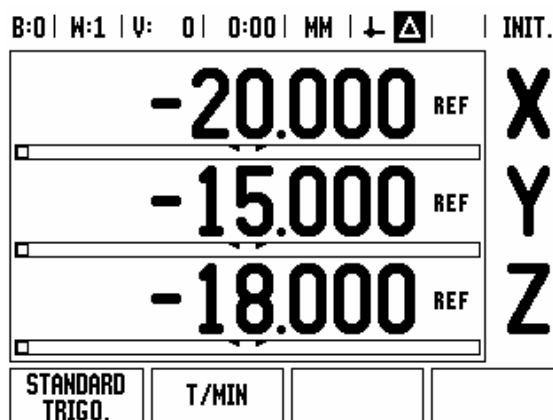 B:0 | W:1 | V: 0 | 0:00 | MM | Δ | | INIT.
-20.000 REF X
-15.000 REF Y
-18.000 REF Z
STANDARD TRIGO.
T/MIN